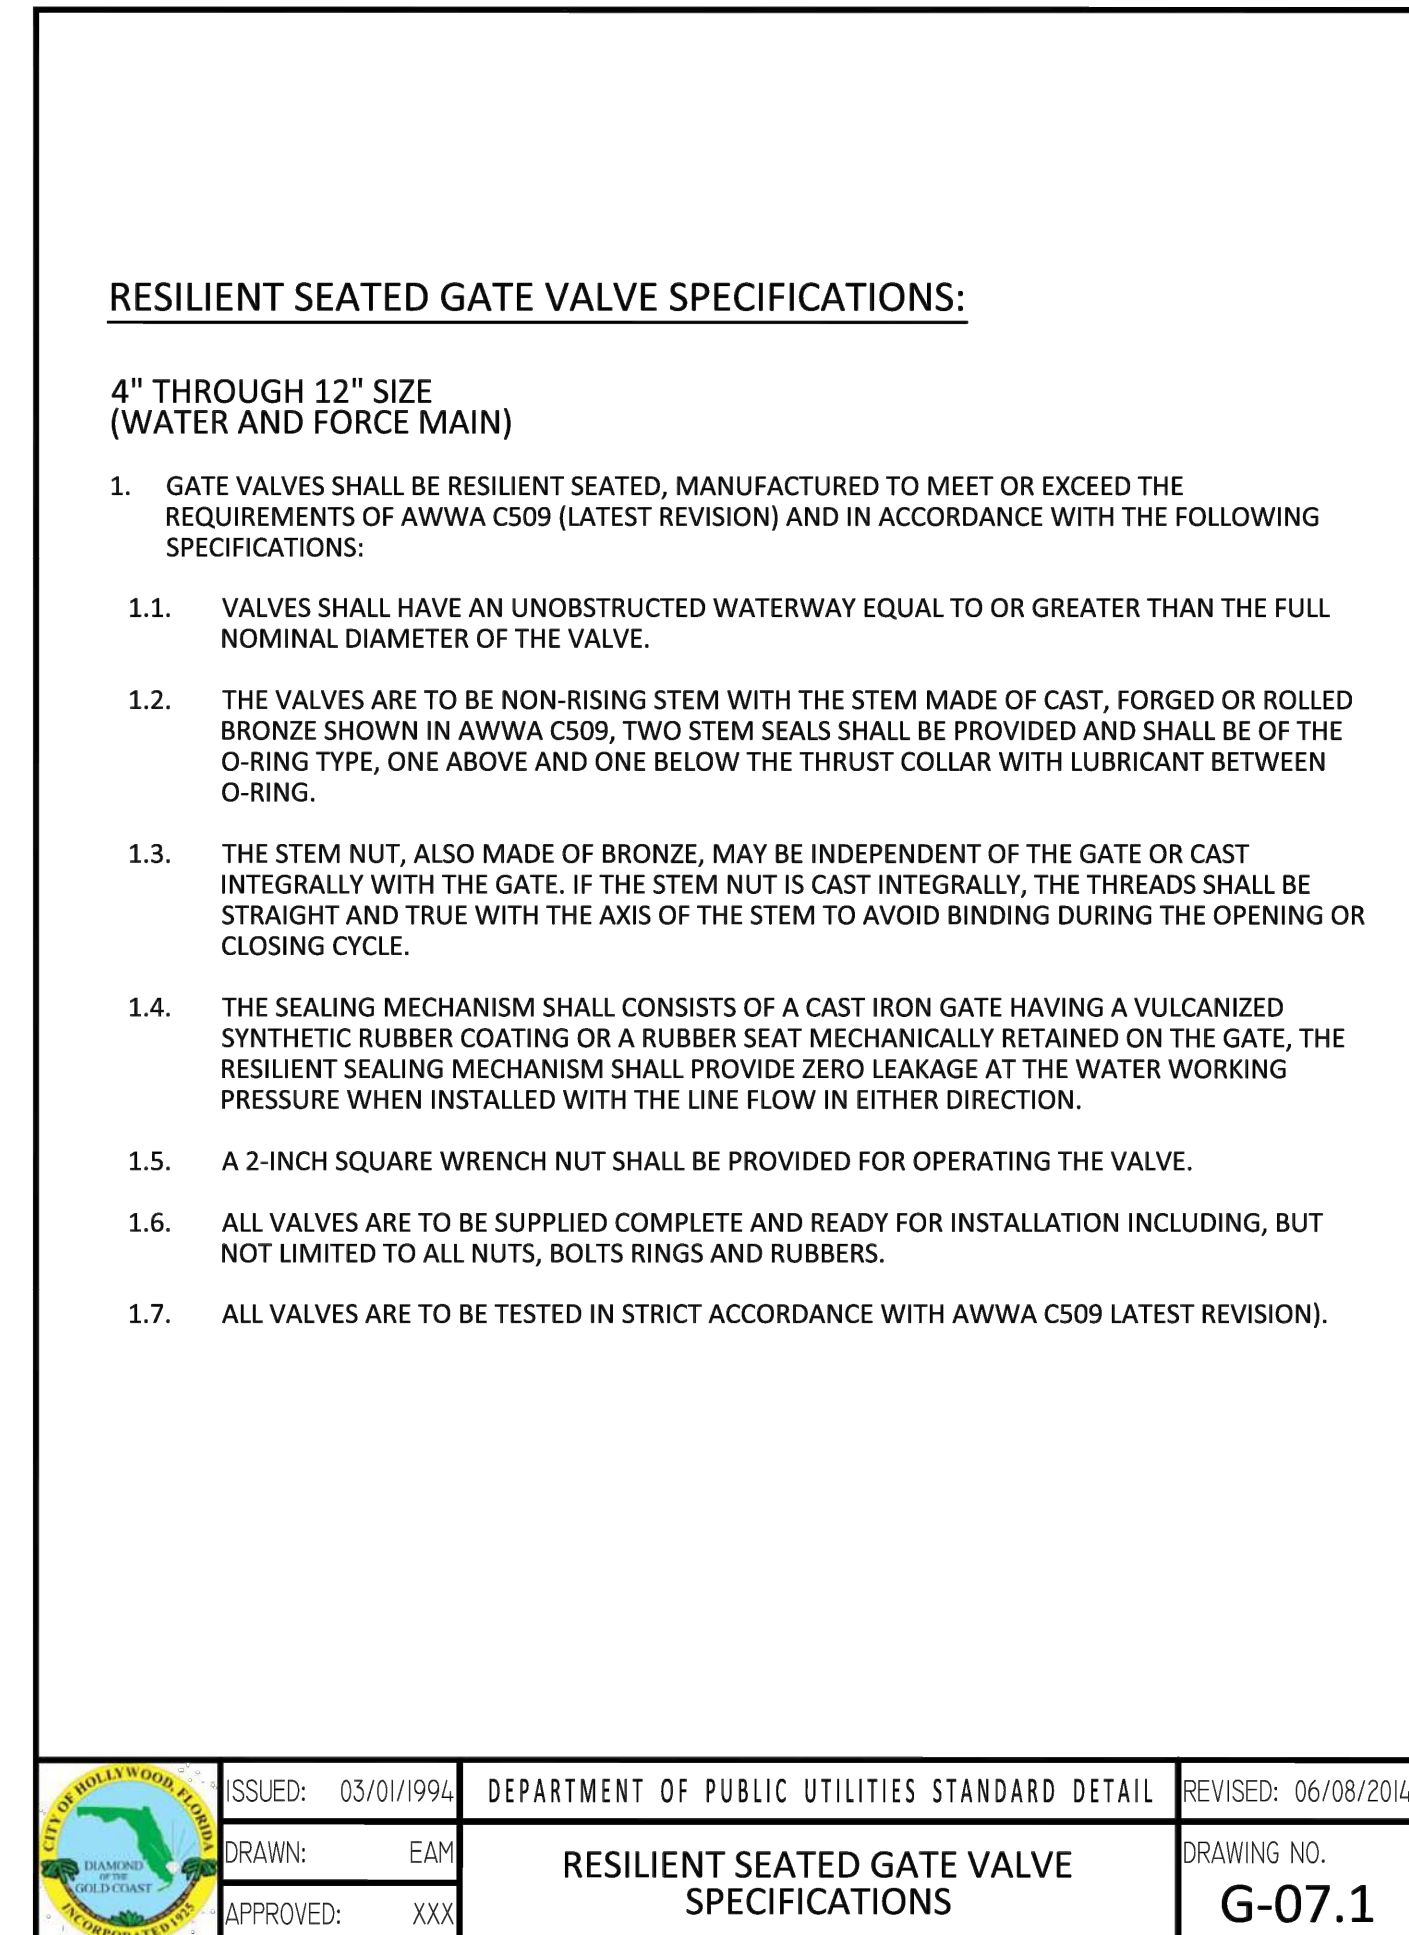 RESILIENT SEATED GATE VALVE SPECIFICATIONS:
4" THROUGH 12" SIZE
(WATER AND FORCE MAIN)
1. GATE VALVES SHALL BE RESILIENT SEATED, MANUFACTURED TO MEET OR EXCEED THE
REQUIREMENTS OF AWWA C509 (LATEST REVISION) AND IN ACCORDANCE WITH THE FOLLOWING
SPECIFICATIONS:
1.1. VALVES SHALL HAVE AN UNOBSTRUCTED WATERWAY EQUAL TO OR GREATER THAN THE FULL
NOMINAL DIAMETER OF THE VALVE.
1.2. THE VALVES ARE TO BE NON-RISING STEM WITH THE STEM MADE OF CAST, FORGED OR ROLLED
BRONZE SHOWN IN AWWA C509, TWO STEM SEALS SHALL BE PROVIDED AND SHALL BE OF THE
O-RING TYPE, ONE ABOVE AND ONE BELOW THE THRUST COLLAR WITH LUBRICANT BETWEEN
O-RING.
1.3. THE STEM NUT, ALSO MADE OF BRONZE, MAY BE INDEPENDENT OF THE GATE OR CAST
INTEGRALLY WITH THE GATE. IF THE STEM NUT IS CAST INTEGRALLY, THE THREADS SHALL BE
STRAIGHT AND TRUE WITH THE AXIS OF THE STEM TO AVOID BINDING DURING THE OPENING OR
CLOSING CYCLE.
1.4. THE SEALING MECHANISM SHALL CONSISTS OF A CAST IRON GATE HAVING A VULCANIZED
SYNTHETIC RUBBER COATING OR A RUBBER SEAT MECHANICALLY RETAINED ON THE GATE, THE
RESILIENT SEALING MECHANISM SHALL PROVIDE ZERO LEAKAGE AT THE WATER WORKING
PRESSURE WHEN INSTALLED WITH THE LINE FLOW IN EITHER DIRECTION.
1.5. A 2-INCH SQUARE WRENCH NUT SHALL BE PROVIDED FOR OPERATING THE VALVE.
1.6. ALL VALVES ARE TO BE SUPPLIED COMPLETE AND READY FOR INSTALLATION INCLUDING, BUT
NOT LIMITED TO ALL NUTS, BOLTS RINGS AND RUBBERS.
1.7. ALL VALVES ARE TO BE TESTED IN STRICT ACCORDANCE WITH AWWA C509 LATEST REVISION).
CITY OF HOLLYWOOD, FLORIDA
DIAMOND
OF THE
GOLD COAST
INCORPORATED 1925
ISSUED: 03/01/1994
DRAWN: EAM
APPROVED: XXX
DEPARTMENT OF PUBLIC UTILITIES STANDARD DETAIL
RESILIENT SEATED GATE VALVE
SPECIFICATIONS
REVISED: 06/08/2014
DRAWING NO.
G-07.1